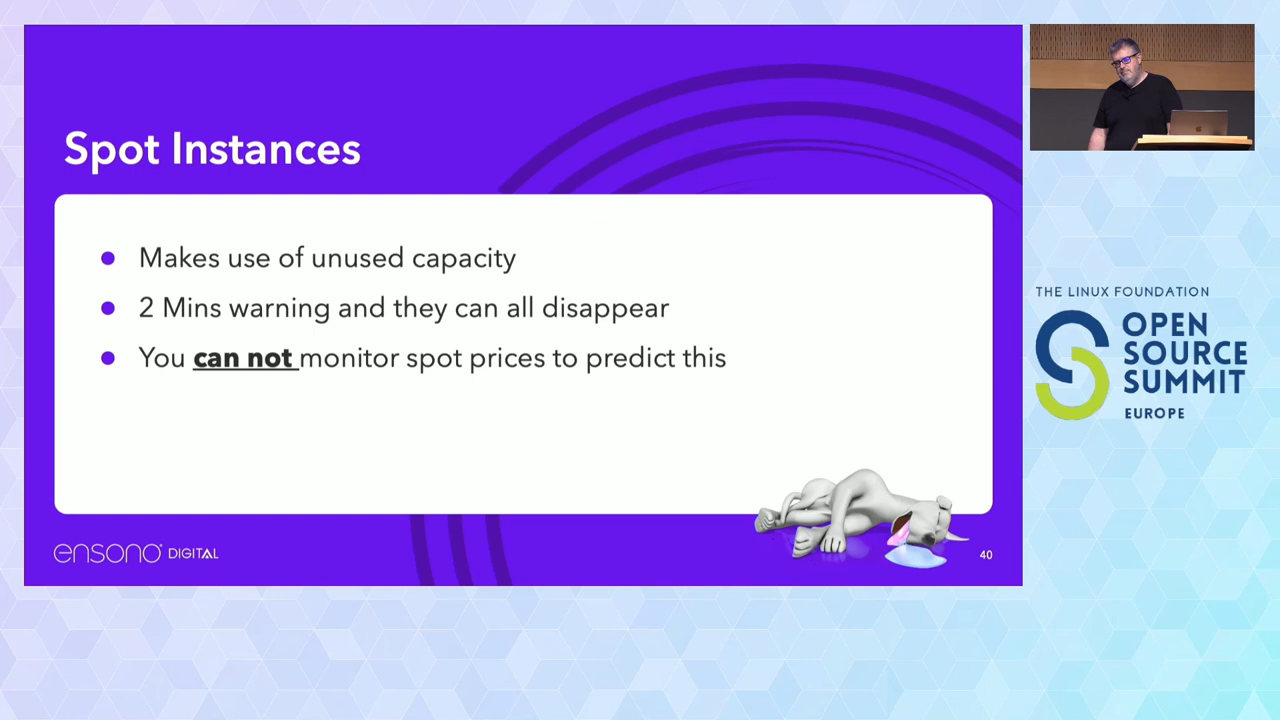 Spot Instances
Makes use of unused capacity
2 Mins warning and they can all disappear
You can not monitor spot prices to predict this
ensono DIGITAL
40
THE LINUX FOUNDATION
OPEN
SOURCE
SUMMIT
EUROPE